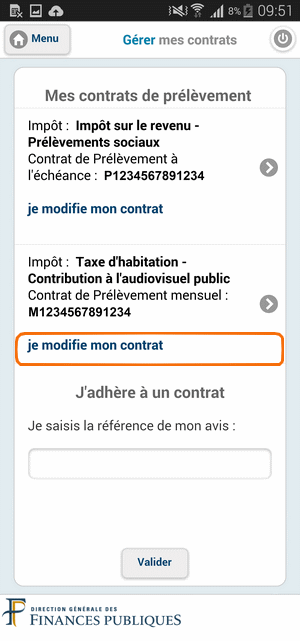 8% 09:51
Menu
Gérer mes contrats
Mes contrats de prélèvement
Impôt : Impôt sur le revenu -
Prélèvements sociaux
Contrat de Prélèvement à
l'échéance : P1234567891234
je modifie mon contrat
Impôt : Taxe d'habitation -
Contribution à l'audiovisuel public
Contrat de Prélèvement mensuel :
M1234567891234
je modifie mon contrat
J'adhère à un contrat
Je saisis la référence de mon avis :
Valider
DIRECTION GÉNÉRALE DES
FINANCES PUBLIQUES